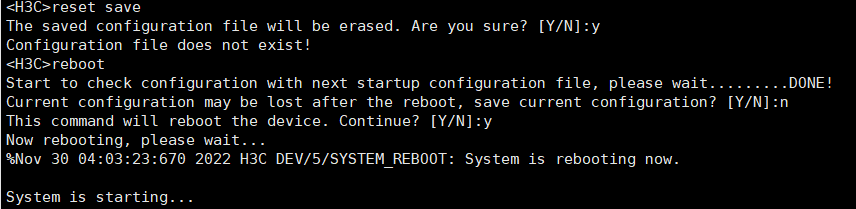 <H3C>reset save
The saved configuration file will be erased. Are you sure? [Y/N]:y
Configuration file does not exist!
<H3C>reboot
Start to check configuration with next startup configuration file, please wait.........DONE!
Current configuration may be lost after the reboot, save current configuration? [Y/N]:n
This command will reboot the device. Continue? [Y/N]:y
Now rebooting, please wait...
%Nov 30 04:03:23:670 2022 H3C DEV/5/SYSTEM_REBOOT: System is rebooting now.
System is starting...